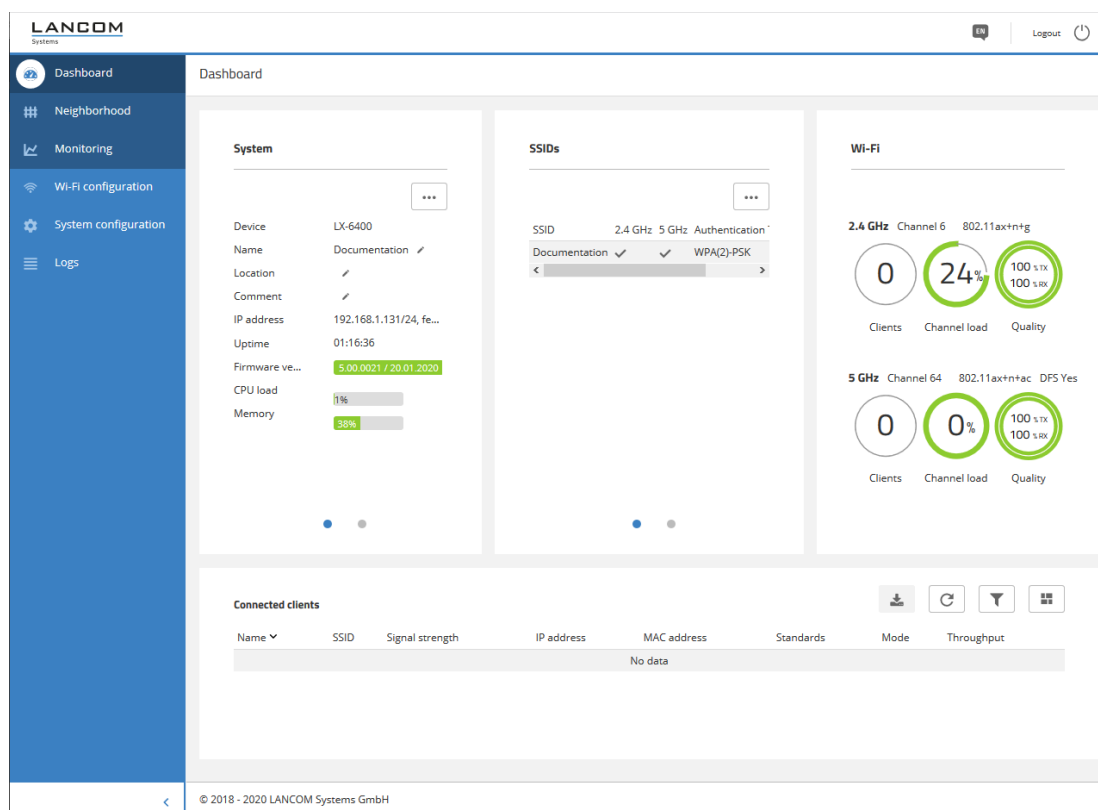 LANCOM
Systems
EN
Logout
Dashboard
Neighborhood
Monitoring
Wi-Fi configuration
System configuration
Logs
Dashboard
System
...
Device LX-6400
Name Documentation
Location
Comment
IP address 192.168.1.131/24, fe...
Uptime 01:16:36
Firmware ve... 5.00.0021 / 20.01.2020
CPU load 1%
Memory 38%
SSIDs
...
SSID 2.4 GHz 5 GHz Authentication
Documentation ✓ ✓ WPA(2)-PSK
Wi-Fi
2.4 GHz Channel 6 802.11ax+n+g
0 24% 100 % TX
100 % RX
Clients Channel load Quality
5 GHz Channel 64 802.11ax+n+ac DFS Yes
0 0% 100 % TX
100 % RX
Clients Channel load Quality
Connected clients
Name SSID Signal strength IP address MAC address Standards Mode Throughput
No data
© 2018 - 2020 LANCOM Systems GmbH